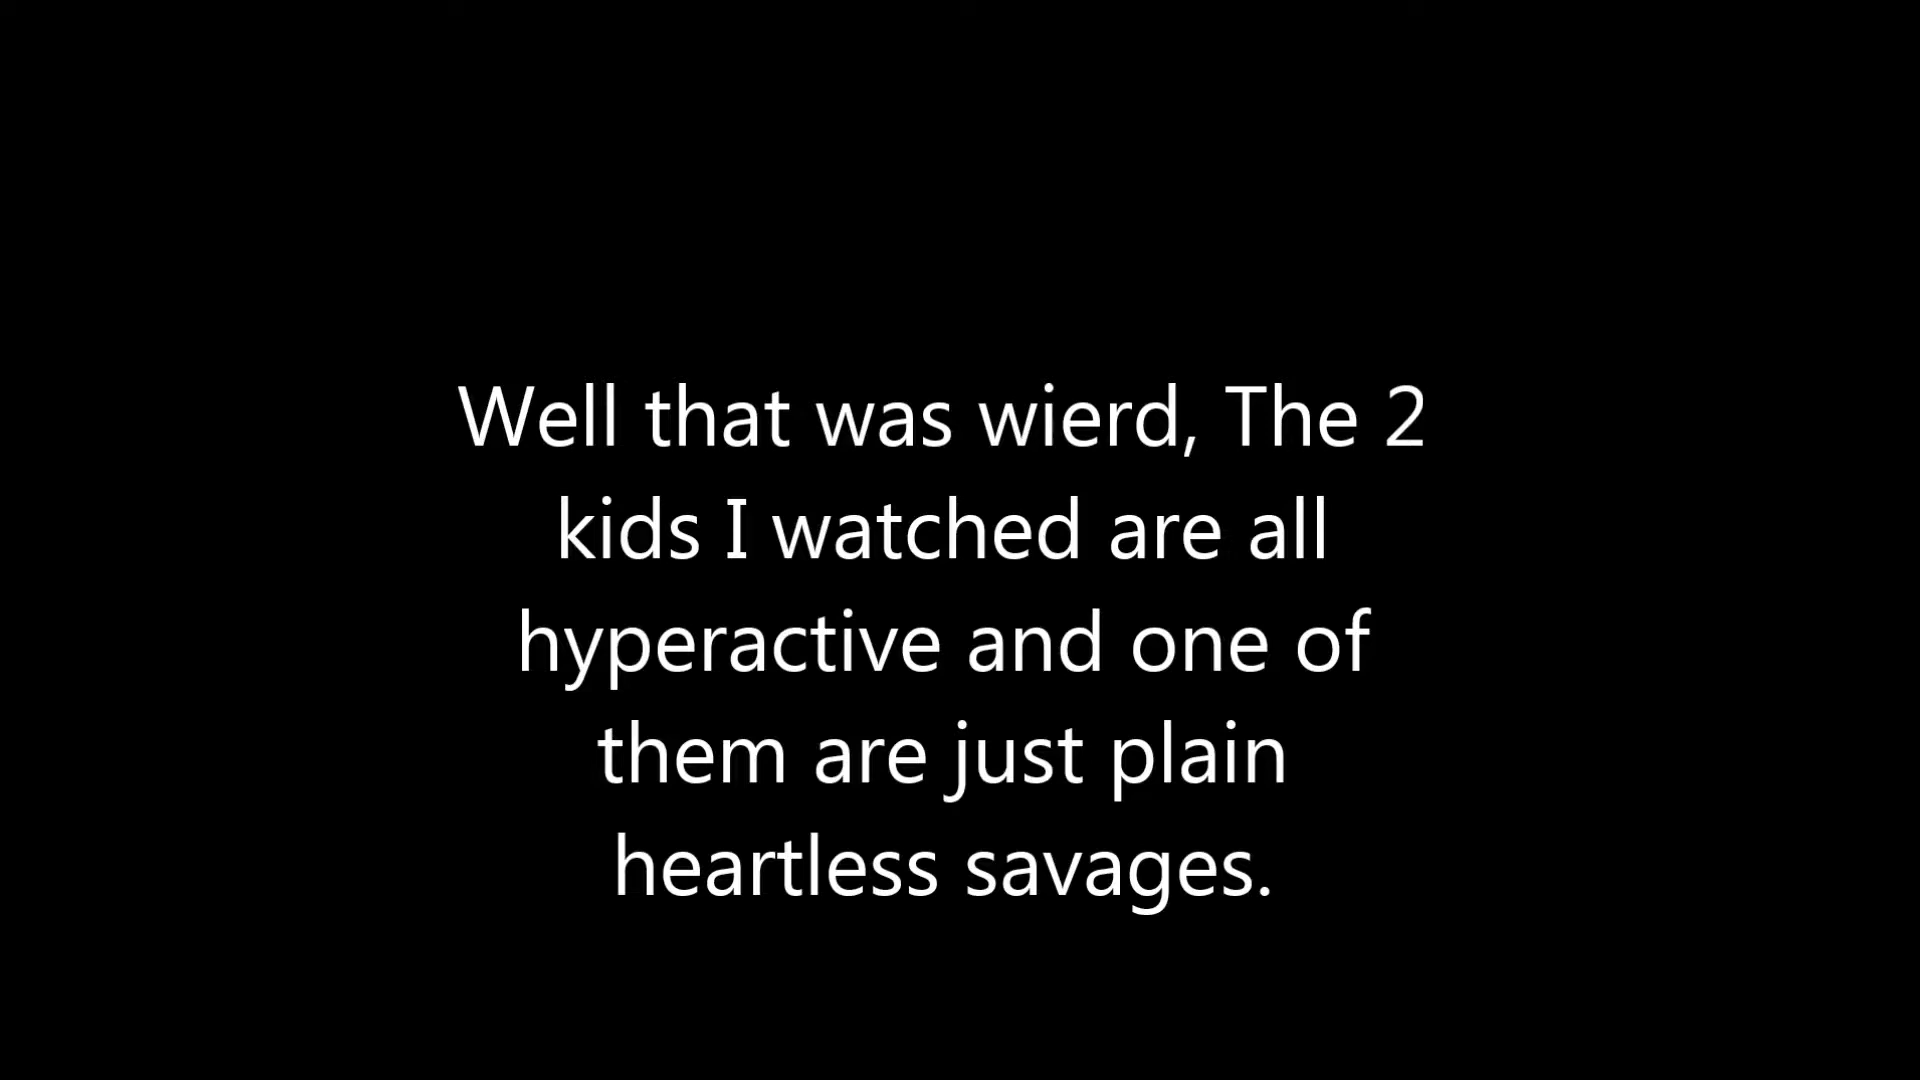 Well that was wierd, The 2
kids I watched are all
hyperactive and one of
them are just plain
heartless savages.